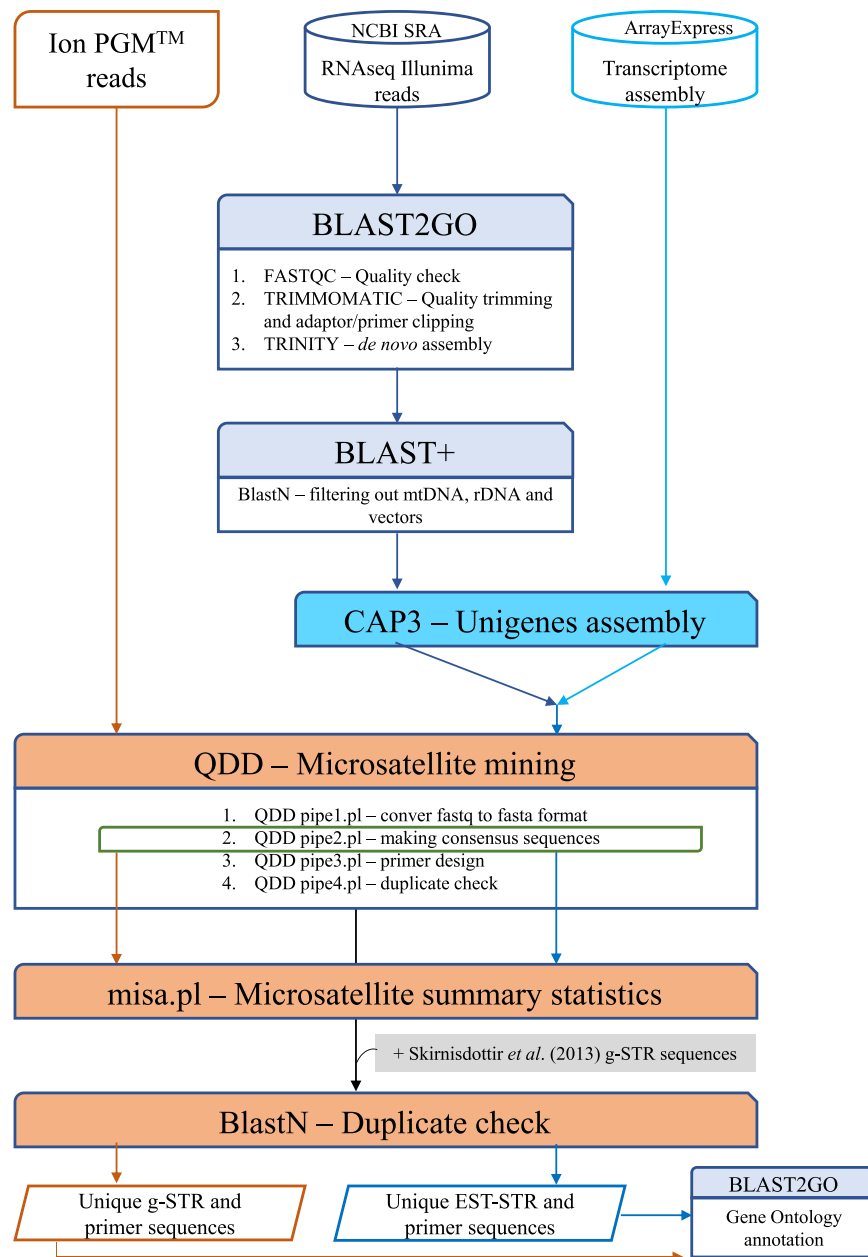 Ion PGM™
reads
NCBI SRA
RNAseq Illunima
reads
ArrayExpress
Transcriptome
assembly
BLAST2GO
1. FASTQC – Quality check
2. TRIMMOMATIC – Quality trimming
and adaptor/primer clipping
3. TRINITY – de novo assembly
BLAST+
BlastN – filtering out mtDNA, rDNA and
vectors
CAP3 – Unigenes assembly
QDD – Microsatellite mining
1. QDD pipe1.pl – conver fastq to fasta format
2. QDD pipe2.pl – making consensus sequences
3. QDD pipe3.pl – primer design
4. QDD pipe4.pl – duplicate check
misa.pl – Microsatellite summary statistics
+ Skirnisdottir et al. (2013) g-STR sequences
BlastN – Duplicate check
Unique g-STR and
primer sequences
Unique EST-STR and
primer sequences
BLAST2GO
Gene Ontology
annotation